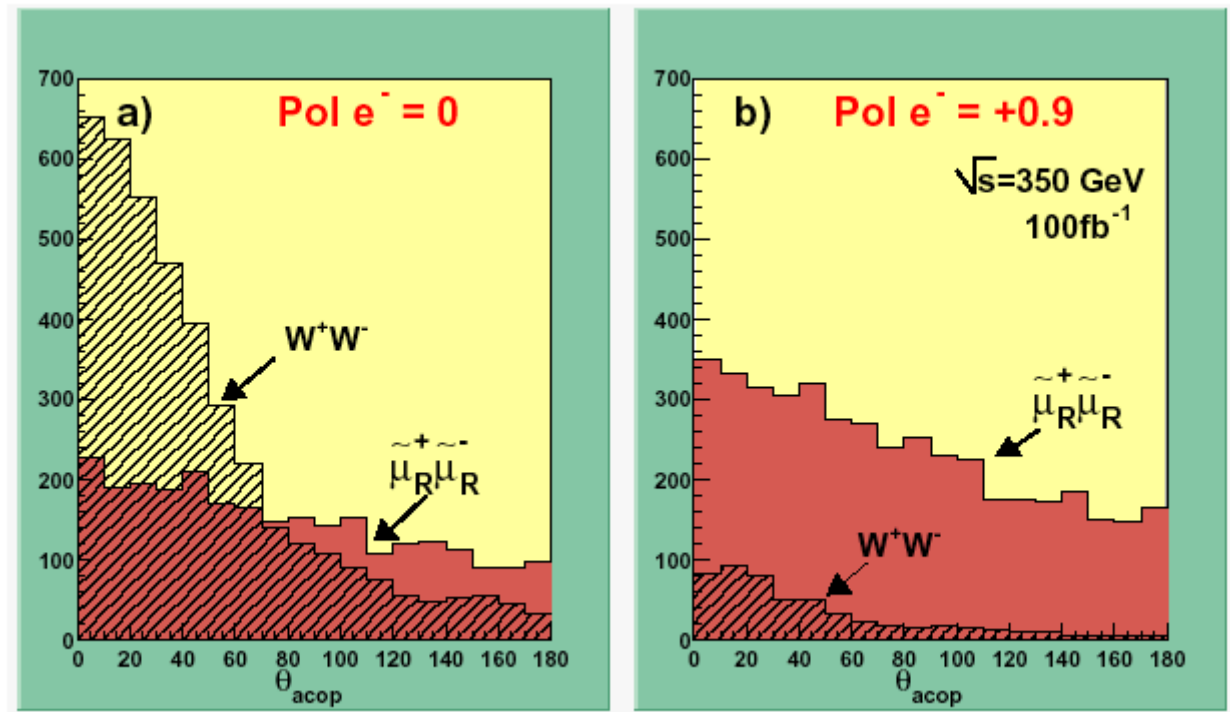 a) Pol e⁻ = 0
700
600
500
400
300
200
100
0
W⁺W⁻
μ̃_R⁺μ̃_R⁻
0 20 40 60 80 100 120 140 160 180
θ_acop
b) Pol e⁻ = +0.9
√s=350 GeV
100fb⁻¹
700
600
500
400
300
200
100
0
μ̃_R⁺μ̃_R⁻
W⁺W⁻
0 20 40 60 80 100 120 140 160 180
θ_acop